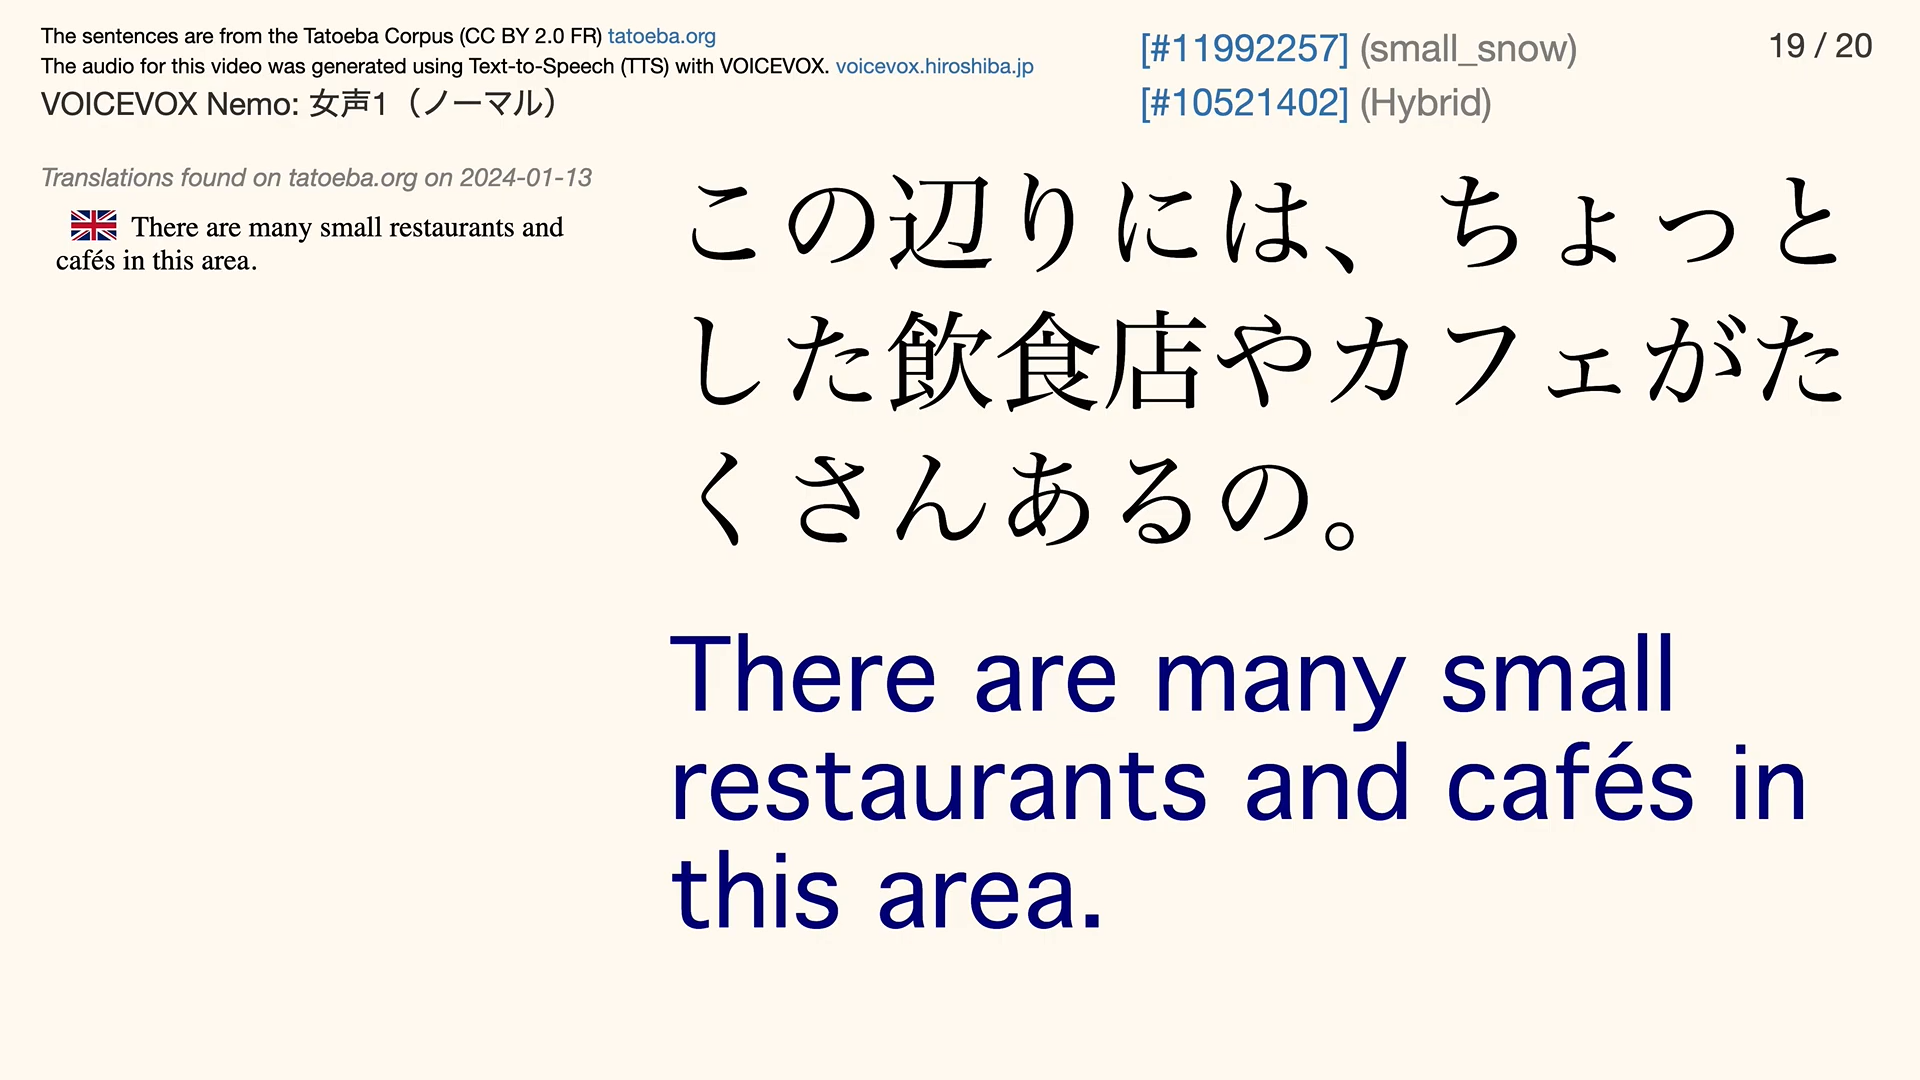 The sentences are from the Tatoeba Corpus (CC BY 2.0 FR) tatoeba.org
The audio for this video was generated using Text-to-Speech (TTS) with VOICEVOX. voicevox.hiroshiba.jp
VOICEVOX Nemo: 女声1（ノーマル）
[#11992257] (small_snow)
[#10521402] (Hybrid)
19 / 20
Translations found on tatoeba.org on 2024-01-13
There are many small restaurants and
cafés in this area.
この辺りには、ちょっと
した飲食店やカフェがた
くさんあるの。
There are many small
restaurants and cafés in
this area.